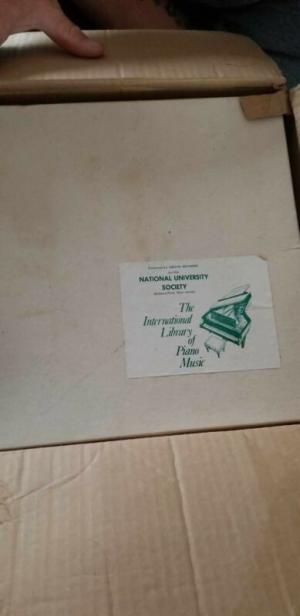 NATIONAL UNIVERSITY
SOCIETY
The
International
Library
of
Piano
Music